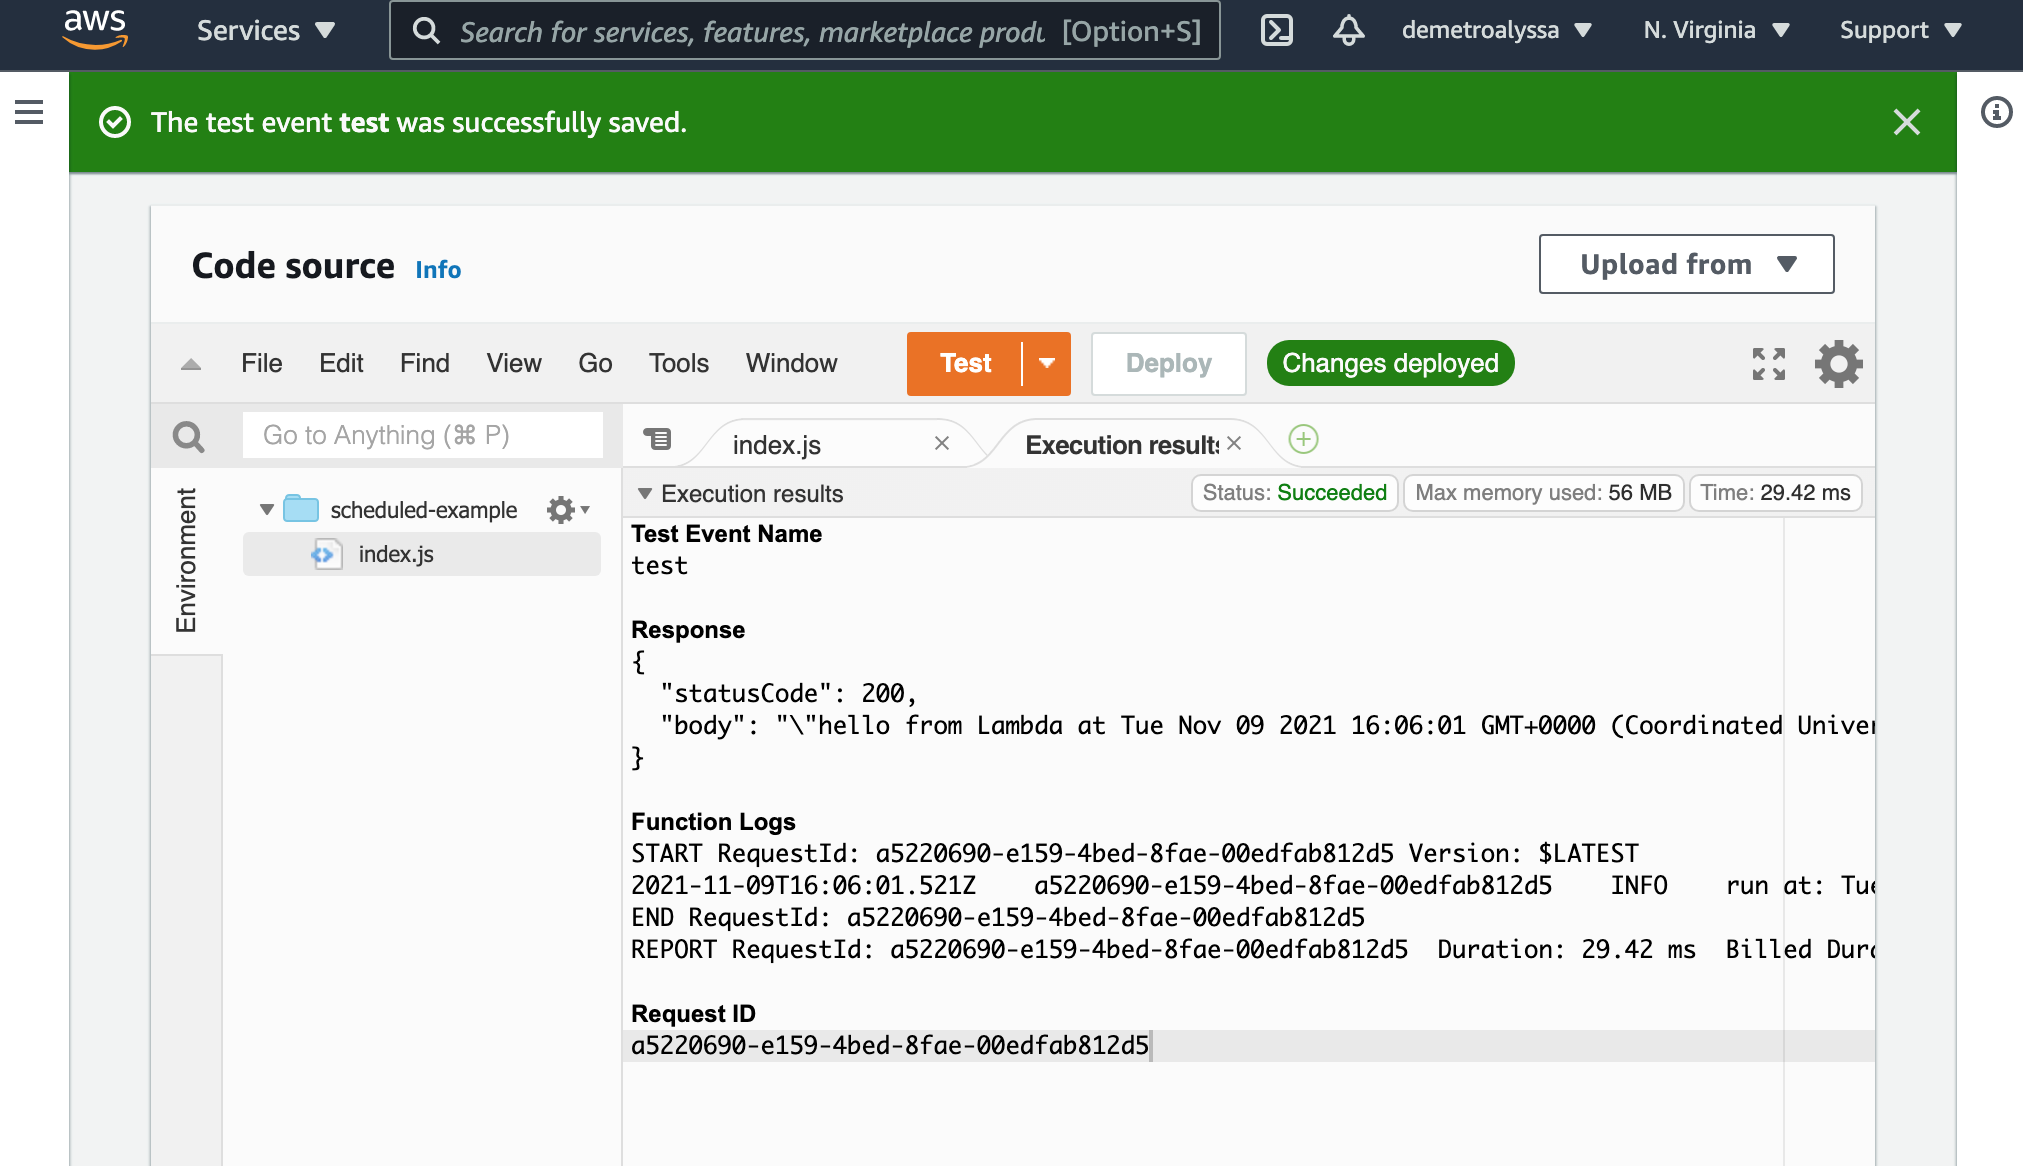 aws Services Search for services, features, marketplace produ [Option+S] demetroalyssa N. Virginia Support
The test event test was successfully saved.
Code source Info Upload from
File Edit Find View Go Tools Window Test Deploy Changes deployed
Go to Anything (⌘ P) index.js Execution results
Environment
scheduled-example
index.js
Execution results Status: Succeeded Max memory used: 56 MB Time: 29.42 ms
Test Event Name
test
Response
{
"statusCode": 200,
"body": "\"hello from Lambda at Tue Nov 09 2021 16:06:01 GMT+0000 (Coordinated Univer
}
Function Logs
START RequestId: a5220690-e159-4bed-8fae-00edfab812d5 Version: $LATEST
2021-11-09T16:06:01.521Z a5220690-e159-4bed-8fae-00edfab812d5 INFO run at: Tue
END RequestId: a5220690-e159-4bed-8fae-00edfab812d5
REPORT RequestId: a5220690-e159-4bed-8fae-00edfab812d5 Duration: 29.42 ms Billed Dura
Request ID
a5220690-e159-4bed-8fae-00edfab812d5